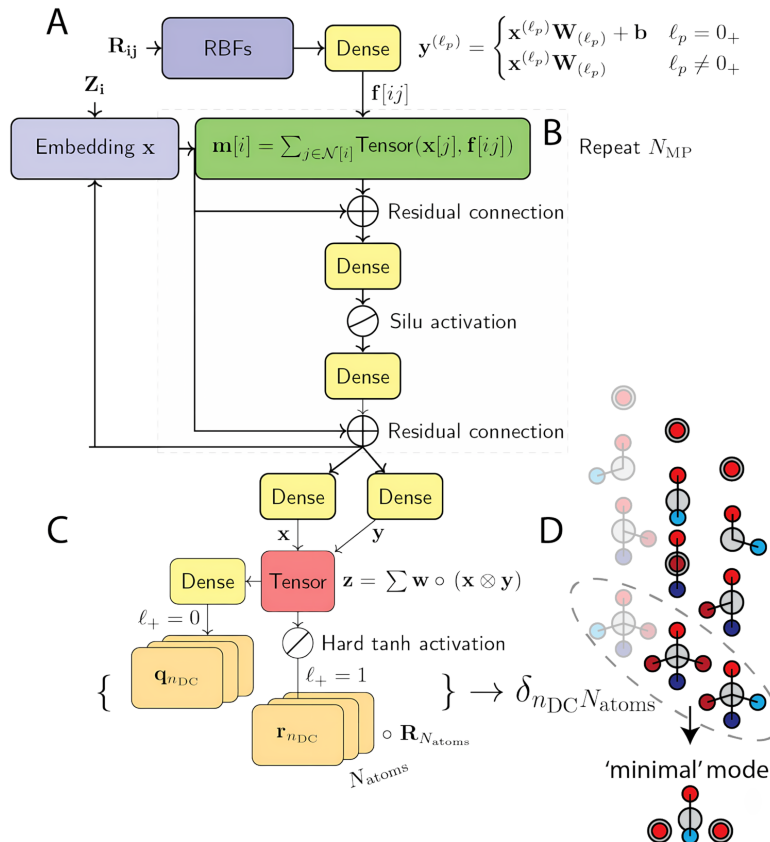 A
R_ij
RBFs
Dense
y^(ℓ_p) = { x^(ℓ_p) W_(ℓ_p) + b ℓ_p = 0_+
x^(ℓ_p) W_(ℓ_p) ℓ_p ≠ 0_+
f[ij]
Z_i
Embedding x
m[i] = ∑_{j∈𝒩[i]} Tensor(x[j], f[ij])
B
Repeat N_MP
Residual connection
Dense
Silu activation
Dense
Residual connection
Dense
Dense
C
x
y
D
Dense
Tensor
z = ∑ w ∘ (x ⊗ y)
ℓ_+ = 0
Hard tanh activation
{ q_{n_DC}
ℓ_+ = 1
} → δ_{n_DC} N_atoms
r_{n_DC}
∘ R_{N_atoms}
N_atoms
'minimal' mode